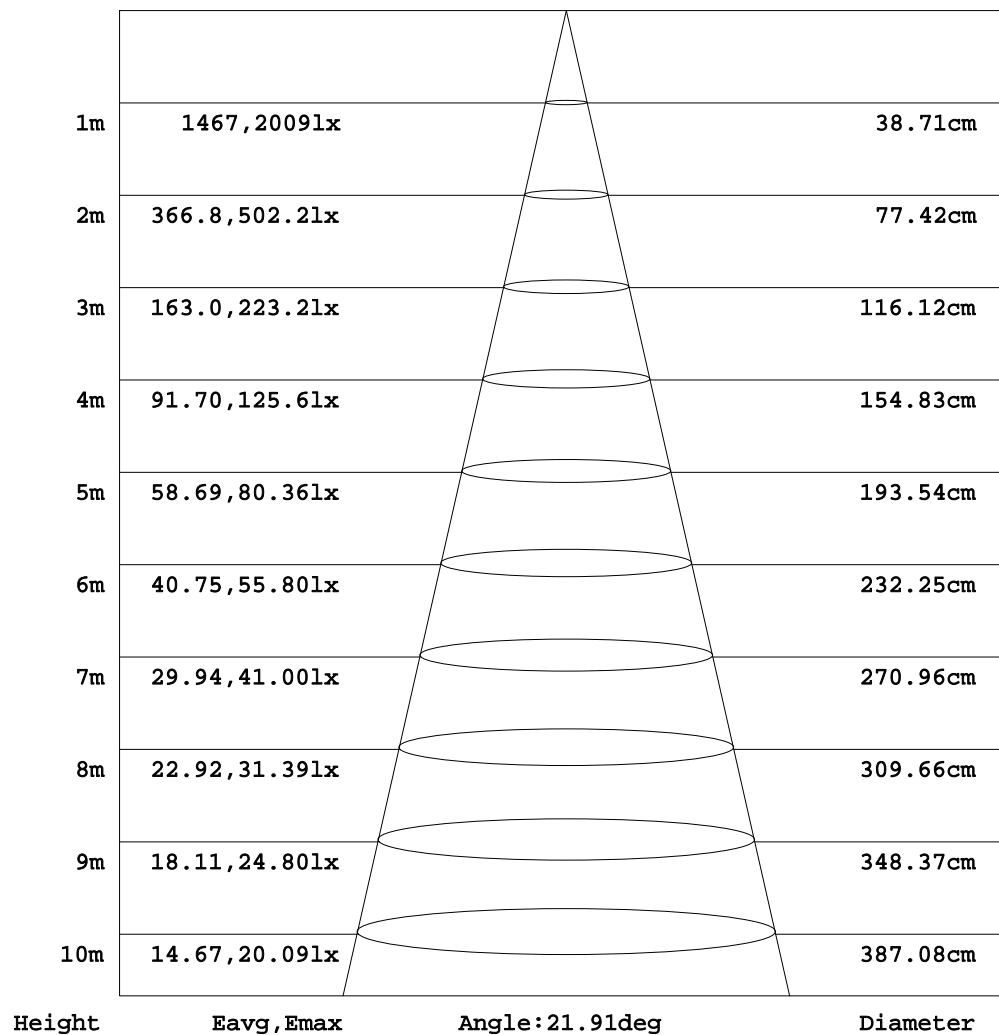 1m 1467,2009lx 38.71cm
2m 366.8,502.2lx 77.42cm
3m 163.0,223.2lx 116.12cm
4m 91.70,125.6lx 154.83cm
5m 58.69,80.36lx 193.54cm
6m 40.75,55.80lx 232.25cm
7m 29.94,41.00lx 270.96cm
8m 22.92,31.39lx 309.66cm
9m 18.11,24.80lx 348.37cm
10m 14.67,20.09lx 387.08cm
Height Eavg,Emax Angle:21.91deg Diameter